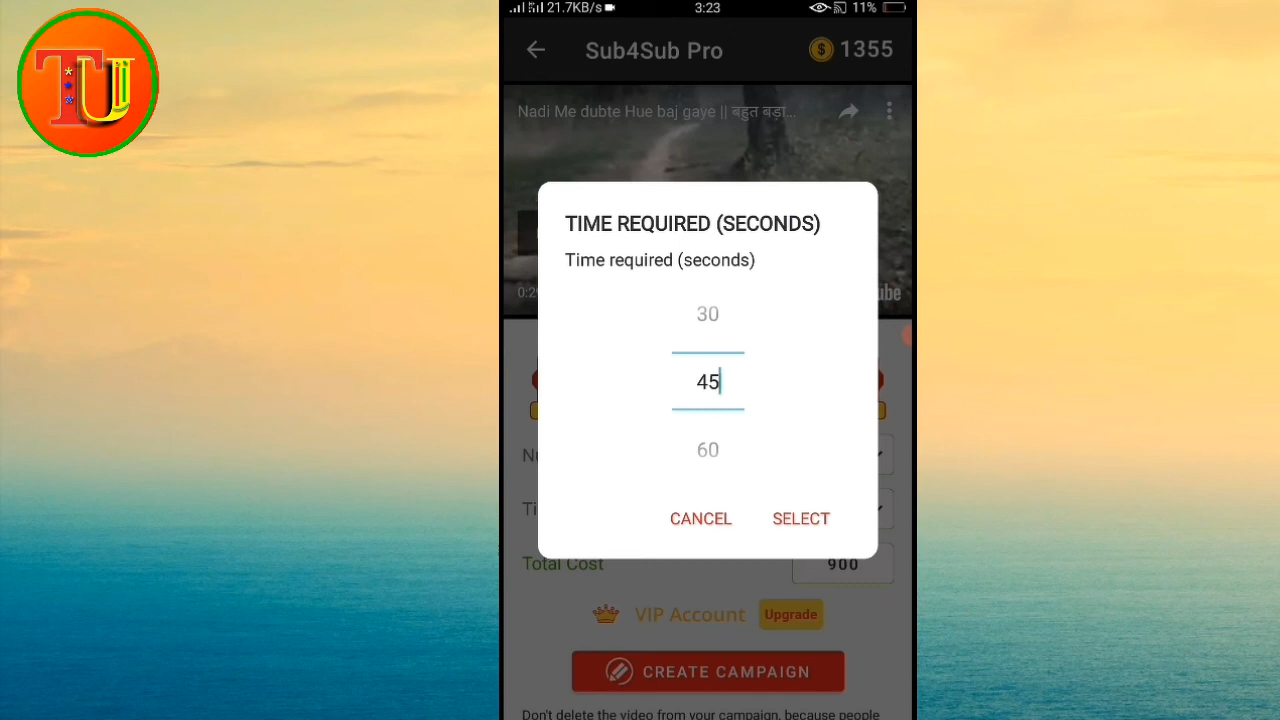 TU
21.7KB/s 3:23 11%
Sub4Sub Pro 1355
Nadi Me dubte Hue baj gaye || बहुत बड़ा...
TIME REQUIRED (SECONDS)
Time required (seconds)
30
45
60
CANCEL SELECT
Total Cost 900
VIP Account Upgrade
CREATE CAMPAIGN
Don't delete the video from your campaign, because people